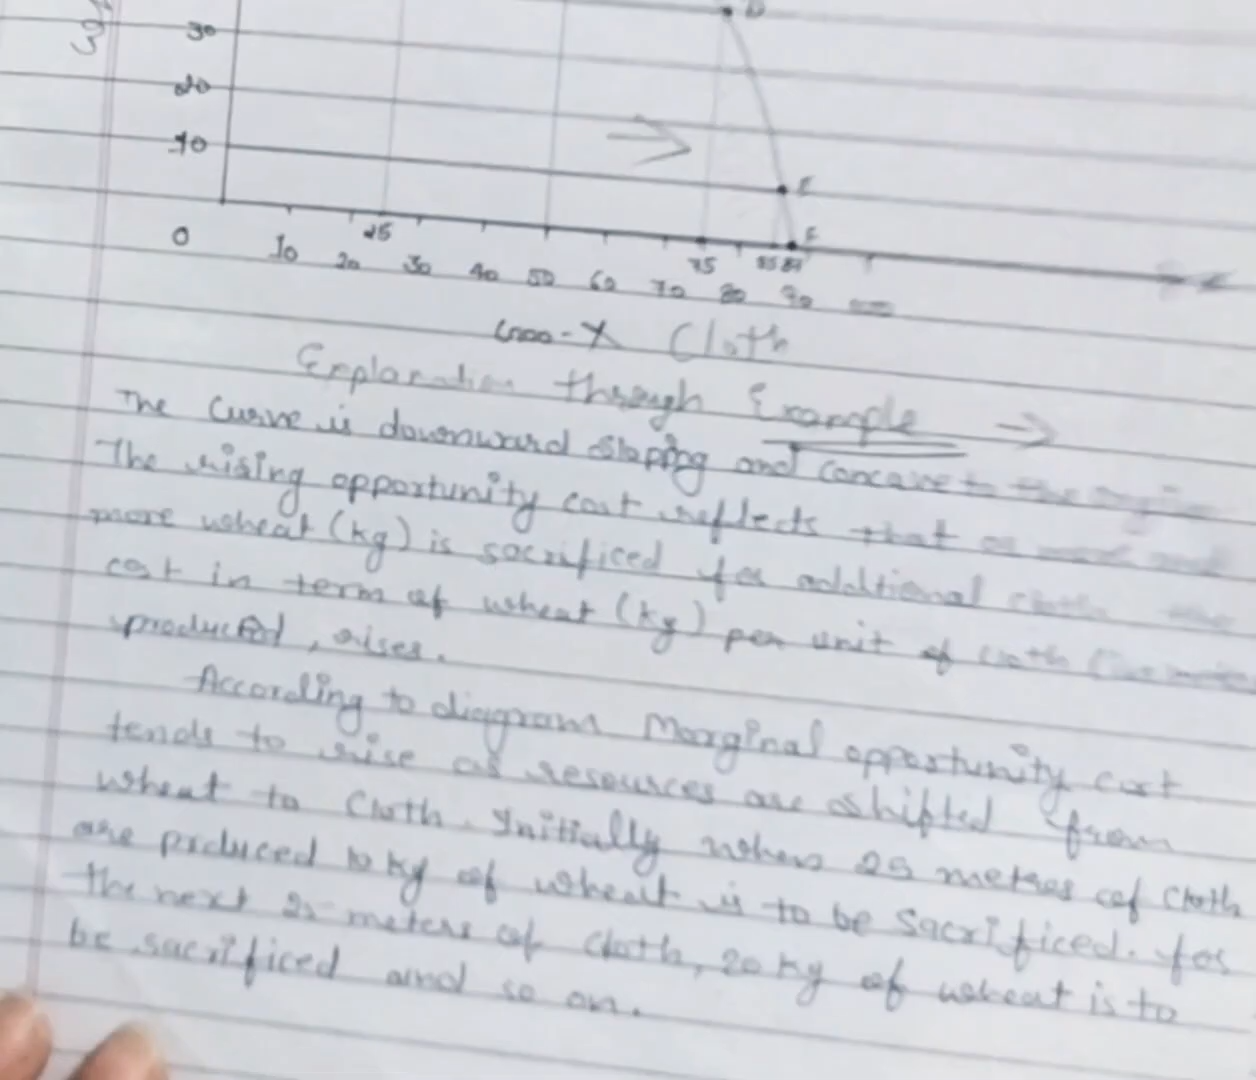 30
D
20
10
E
F
0
10 20 25 30 40 50 60 70 75 80 85 87 90
X Cloth
Explanation through Example →
The curve is downward sloping and concave to the origin
The rising opportunity cost reflects that
more wheat (kg) is sacrificed for additional cloth
cost in term of wheat (kg) per unit of cloth
produced, rises.
According to diagram Marginal opportunity cost
tends to rise as resources are shifted from
wheat to cloth. Initially when 25 metres of cloth
are produced 10 kg of wheat is to be sacrificed. for
the next 25 meters of cloth, 20 kg of wheat is to
be sacrificed and so on.